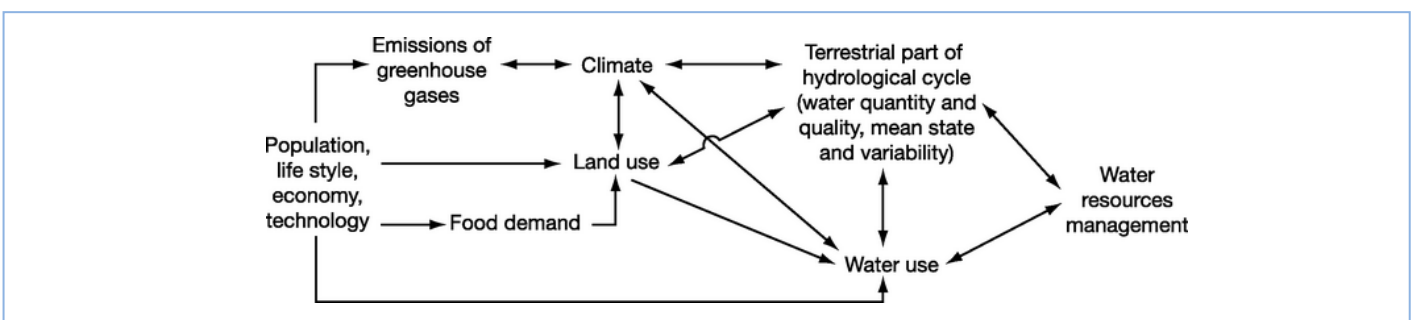 Emissions of
greenhouse
gases
Climate
Terrestrial part of
hydrological cycle
(water quantity and
quality, mean state
and variability)
Population,
life style,
economy,
technology
Land use
Food demand
Water
resources
management
Water use